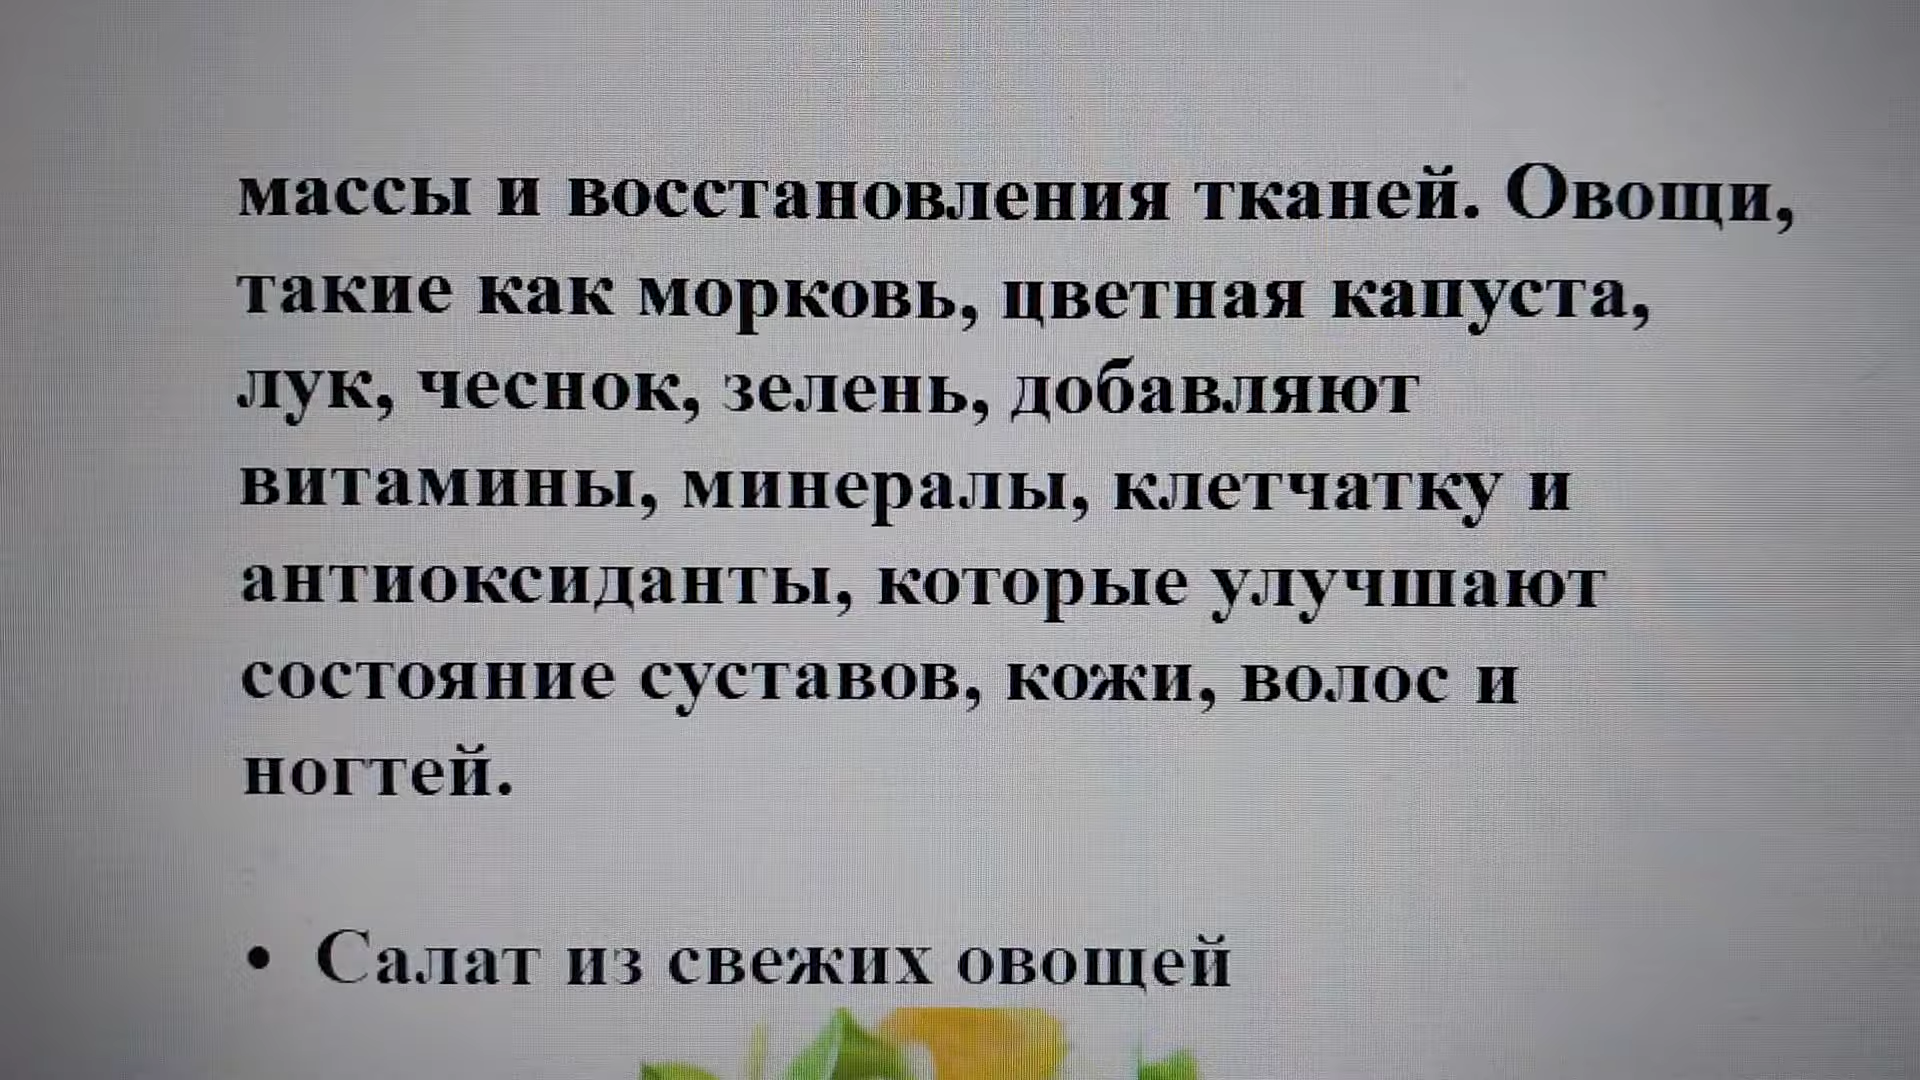 массы и восстановления тканей. Овощи,
такие как морковь, цветная капуста,
лук, чеснок, зелень, добавляют
витамины, минералы, клетчатку и
антиоксиданты, которые улучшают
состояние суставов, кожи, волос и
ногтей.
• Салат из свежих овощей